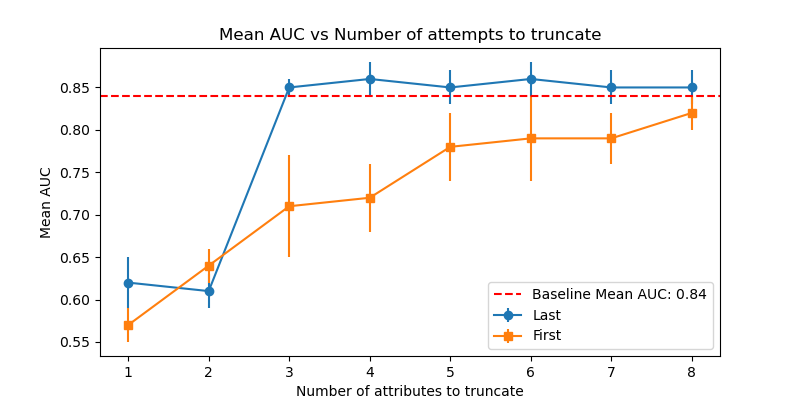 Mean AUC vs Number of attempts to truncate
Mean AUC
0.85
0.80
0.75
0.70
0.65
0.60
0.55
Baseline Mean AUC: 0.84
Last
First
1 2 3 4 5 6 7 8
Number of attributes to truncate